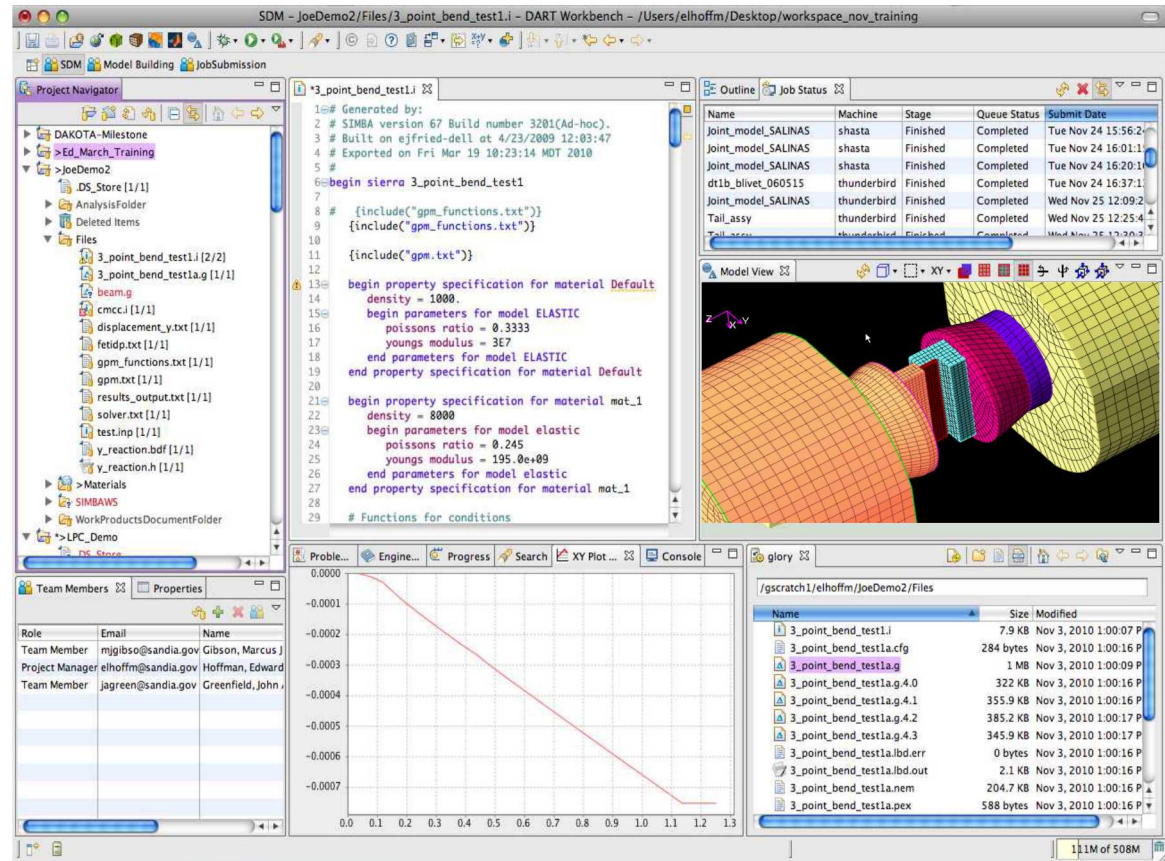 SDM - JoeDemo2/Files/3_point_bend_test1.i - DART Workbench - /Users/elhoffm/Desktop/workspace_nov_training
SDM Model Building JobSubmission
Project Navigator
DAKOTA-Milestone
>Ed_March_Training
>JoeDemo2
.DS_Store [1/1]
AnalysisFolder
Deleted Items
Files
3_point_bend_test1.i [2/2]
3_point_bend_test1a.g [1/1]
beam.g
cmcc.i [1/1]
displacement_y.txt [1/1]
fetidp.txt [1/1]
gpm_functions.txt [1/1]
gpm.txt [1/1]
results_output.txt [1/1]
solver.txt [1/1]
test.inp [1/1]
y_reaction.bdf [1/1]
y_reaction.h [1/1]
>Materials
SIMBAWS
WorkProductsDocumentFolder
*>LPC_Demo
.DS_Store
*3_point_bend_test1.i
1 # Generated by:
2 # SIMBA version 67 Build number 3201(Ad-hoc).
3 # Built on ejfried-dell at 4/23/2009 12:03:47
4 # Exported on Fri Mar 19 10:23:14 MDT 2010
5 #
6 begin sierra 3_point_bend_test1
7
8 # {include("gpm_functions.txt")}
9 {include("gpm_functions.txt")}
10
11 {include("gpm.txt")}
12
13 begin property specification for material Default
14 density = 1000.
15 begin parameters for model ELASTIC
16 poissons ratio = 0.3333
17 youngs modulus = 3E7
18 end parameters for model ELASTIC
19 end property specification for material Default
20
21 begin property specification for material mat_1
22 density = 8000
23 begin parameters for model elastic
24 poissons ratio = 0.245
25 youngs modulus = 195.0e+09
26 end parameters for model elastic
27 end property specification for material mat_1
28
29 # Functions for conditions
Outline Job Status
Name Machine Stage Queue Status Submit Date
Joint_model_SALINAS shasta Finished Completed Tue Nov 24 15:56:2
Joint_model_SALINAS shasta Finished Completed Tue Nov 24 16:01:1
Joint_model_SALINAS shasta Finished Completed Tue Nov 24 16:20:1
dt1b_blivet_060515 thunderbird Finished Completed Tue Nov 24 16:37:1
Joint_model_SALINAS thunderbird Finished Completed Wed Nov 25 12:09:2
Tail_assy thunderbird Finished Completed Wed Nov 25 12:25:4
Tail_assy thunderbird Finished Completed Wed Nov 25 12:30:3
Model View
XY
Z X Y
Team Members Properties
Role Email Name
Team Member mjgibso@sandia.gov Gibson, Marcus J
Project Manager elhoffm@sandia.gov Hoffman, Edward
Team Member jagreen@sandia.gov Greenfield, John
Proble... Engine... Progress Search XY Plot ... Console
0.0000
-0.0001
-0.0002
-0.0003
-0.0004
-0.0005
-0.0006
-0.0007
0.0 0.1 0.2 0.3 0.4 0.5 0.6 0.7 0.8 0.9 1.0 1.1 1.2 1.3
glory
/gscratch1/elhoffm/JoeDemo2/Files
Name Size Modified
3_point_bend_test1.i 7.9 KB Nov 3, 2010 1:00:07 P
3_point_bend_test1a.cfg 284 bytes Nov 3, 2010 1:00:16 P
3_point_bend_test1a.g 1 MB Nov 3, 2010 1:00:09 P
3_point_bend_test1a.g.4.0 322 KB Nov 3, 2010 1:00:16 P
3_point_bend_test1a.g.4.1 355.9 KB Nov 3, 2010 1:00:16 P
3_point_bend_test1a.g.4.2 385.2 KB Nov 3, 2010 1:00:17 P
3_point_bend_test1a.g.4.3 345.9 KB Nov 3, 2010 1:00:17 P
3_point_bend_test1a.lbd.err 0 bytes Nov 3, 2010 1:00:16 P
3_point_bend_test1a.lbd.out 2.1 KB Nov 3, 2010 1:00:16 P
3_point_bend_test1a.nem 204.7 KB Nov 3, 2010 1:00:16 P
3_point_bend_test1a.pex 588 bytes Nov 3, 2010 1:00:16 P
111M of 508M